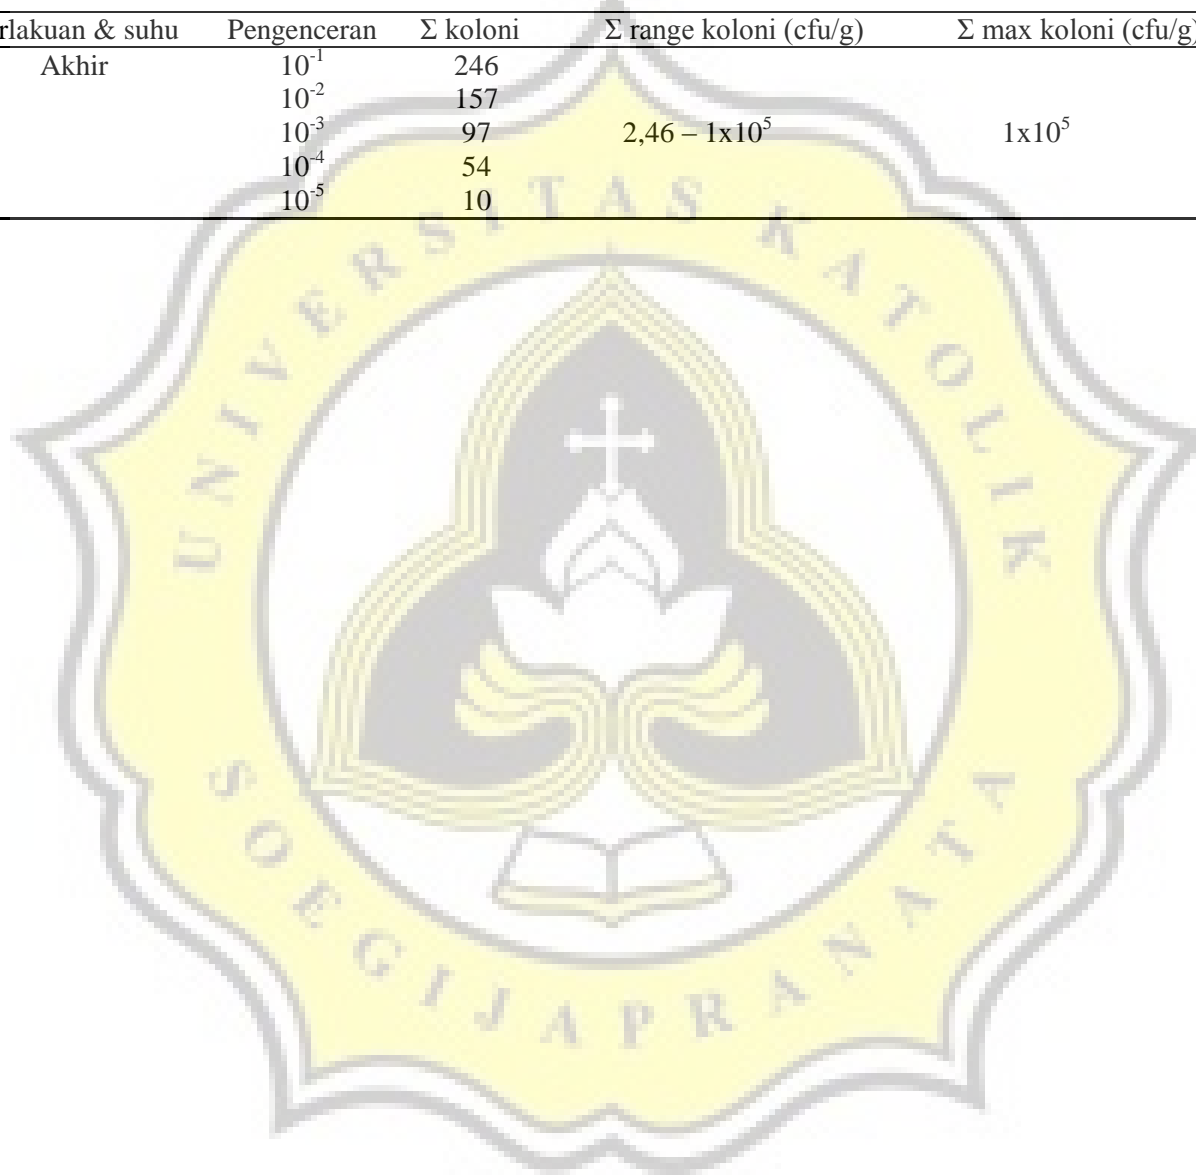 rlakuan & suhu Pengenceran Σ koloni Σ range koloni (cfu/g) Σ max koloni (cfu/g)
Akhir 10⁻¹ 246
10⁻² 157
10⁻³ 97 2,46 – 1x10⁵ 1x10⁵
10⁻⁴ 54
10⁻⁵ 10
UNIVERSITAS KATOLIK
SOEGIJAPRANATA